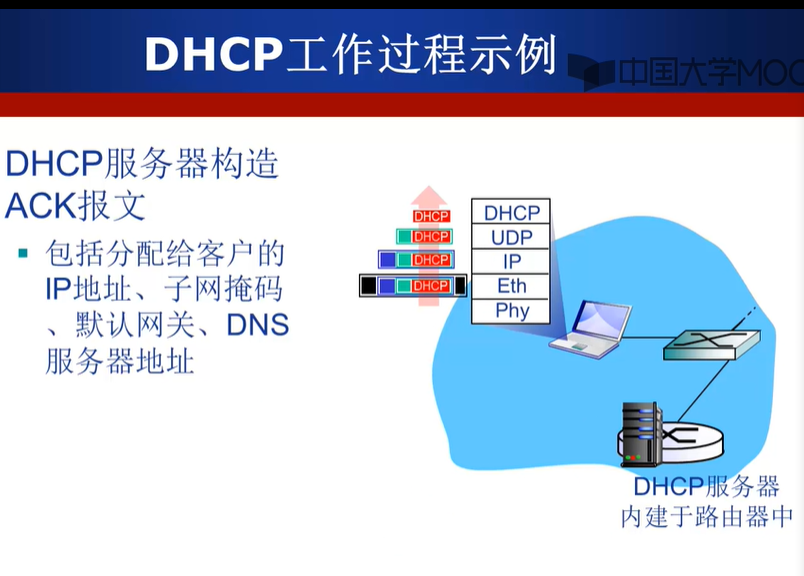 DHCP工作过程示例
中国大学MOO
DHCP服务器构造
ACK报文
包括分配给客户的
IP地址、子网掩码
、默认网关、DNS
服务器地址
DHCP
DHCP
DHCP
DHCP
DHCP
UDP
IP
Eth
Phy
DHCP服务器
内建于路由器中